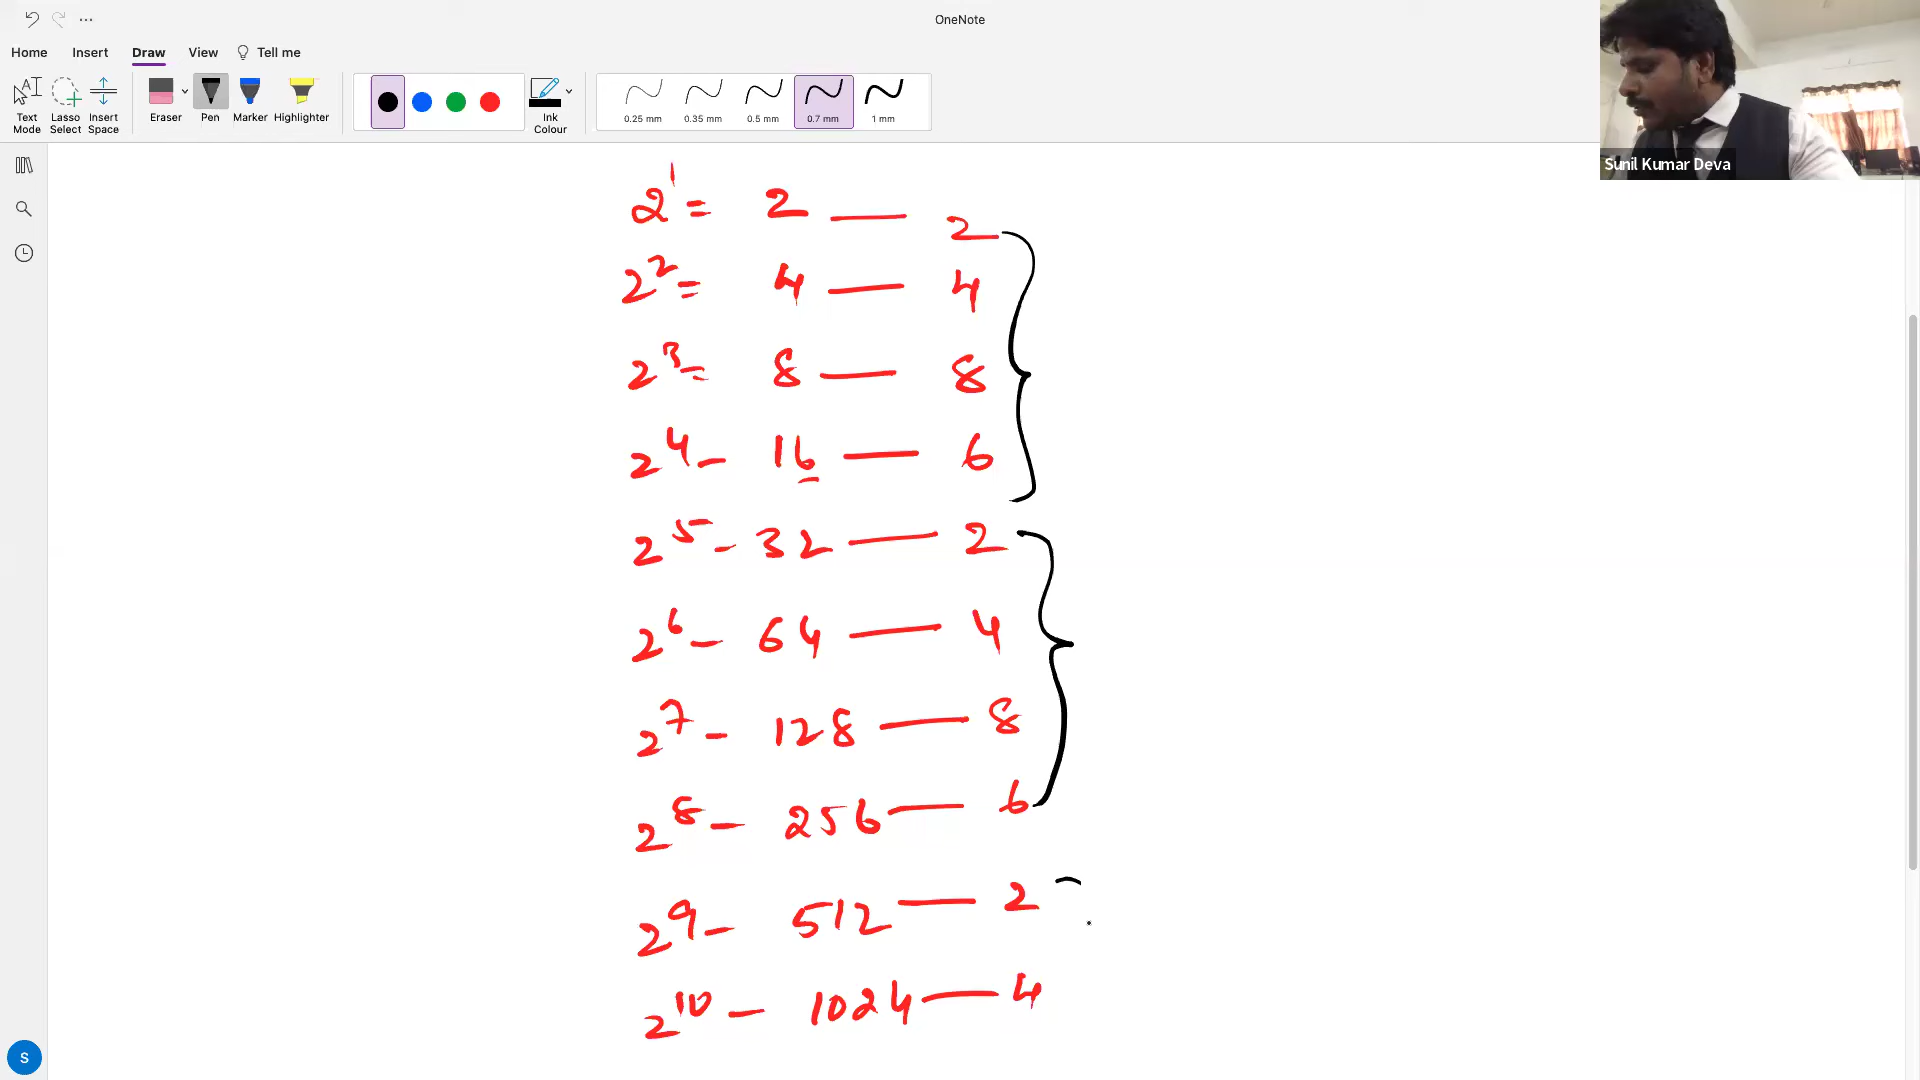 OneNote
Home Insert Draw View Tell me
Text Mode Lasso Select Insert Space Eraser Pen Marker Highlighter Ink Colour 0.25 mm 0.35 mm 0.5 mm 0.7 mm 1 mm
Sunil Kumar Deva
2¹ = 2 — 2
2² = 4 — 4
2³ = 8 — 8
2⁴ - 16 — 6
2⁵ - 32 — 2
2⁶ - 64 — 4
2⁷ - 128 — 8
2⁸ - 256 — 6
2⁹ - 512 — 2
2¹⁰ - 1024 — 4
S